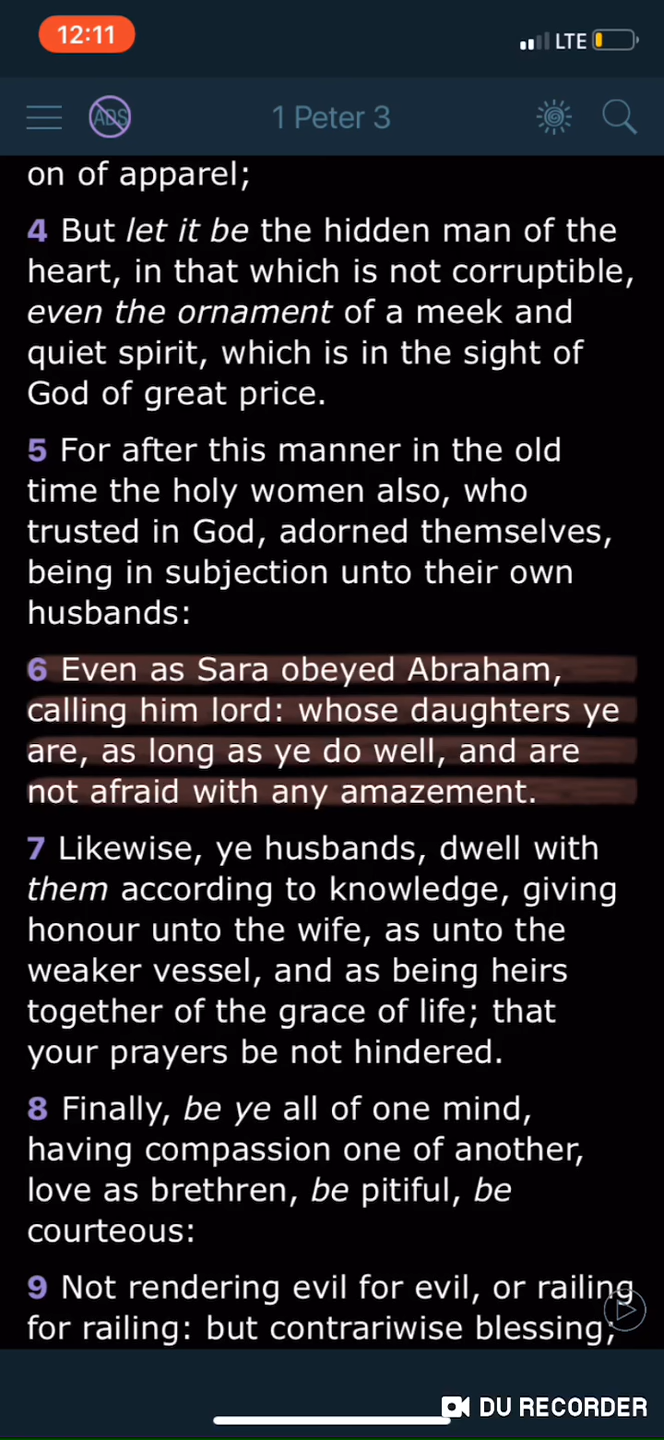 12:11
LTE
ADS
1 Peter 3
on of apparel;
4 But let it be the hidden man of the
heart, in that which is not corruptible,
even the ornament of a meek and
quiet spirit, which is in the sight of
God of great price.
5 For after this manner in the old
time the holy women also, who
trusted in God, adorned themselves,
being in subjection unto their own
husbands:
6 Even as Sara obeyed Abraham,
calling him lord: whose daughters ye
are, as long as ye do well, and are
not afraid with any amazement.
7 Likewise, ye husbands, dwell with
them according to knowledge, giving
honour unto the wife, as unto the
weaker vessel, and as being heirs
together of the grace of life; that
your prayers be not hindered.
8 Finally, be ye all of one mind,
having compassion one of another,
love as brethren, be pitiful, be
courteous:
9 Not rendering evil for evil, or railing
for railing: but contrariwise blessing;
DU RECORDER